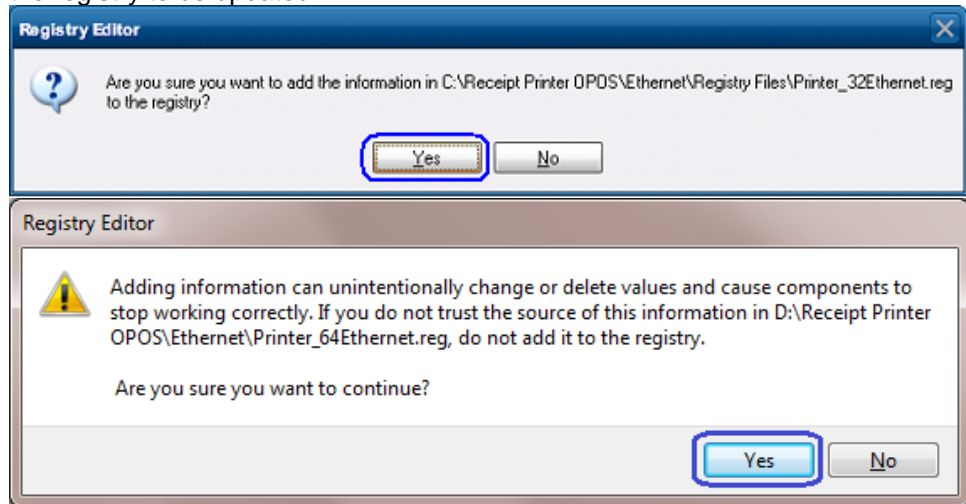 Registry Editor
Are you sure you want to add the information in C:\Receipt Printer OPOS\Ethernet\Registry Files\Printer_32Ethernet.reg
to the registry?
Yes No
Registry Editor
Adding information can unintentionally change or delete values and cause components to
stop working correctly. If you do not trust the source of this information in D:\Receipt Printer
OPOS\Ethernet\Printer_64Ethernet.reg, do not add it to the registry.
Are you sure you want to continue?
Yes No